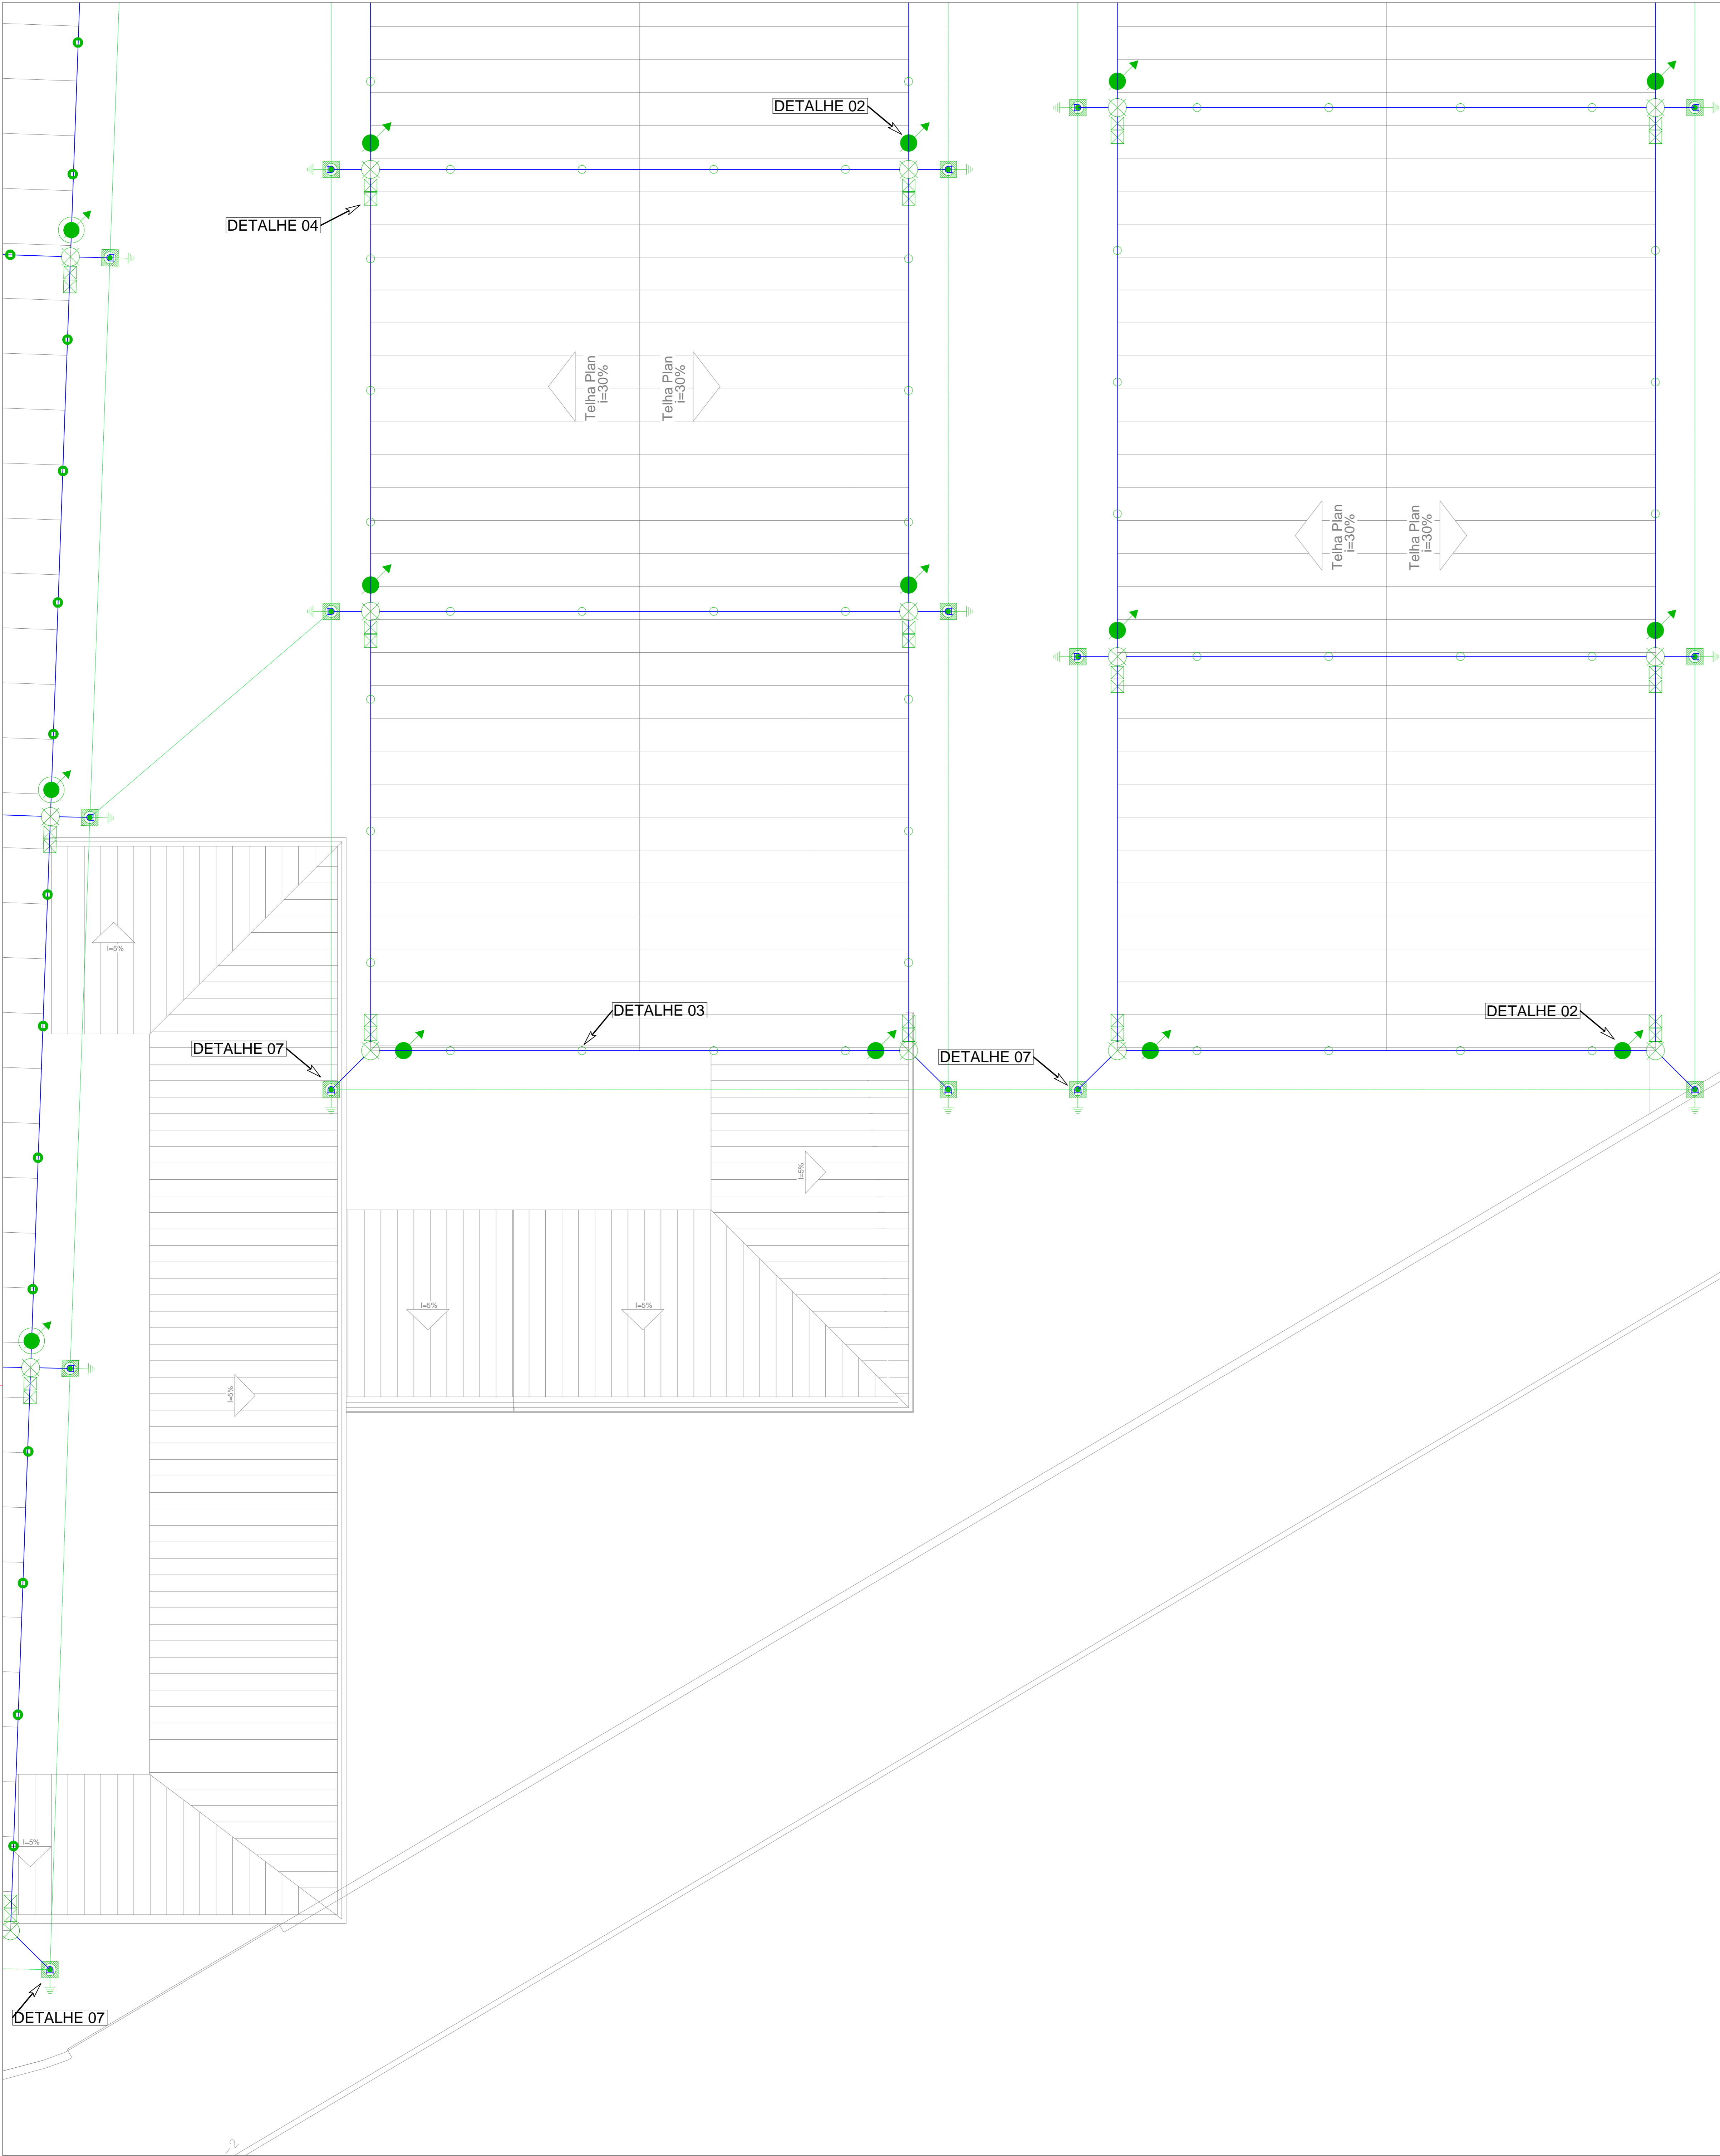 DETALHE 02
DETALHE 04
Telha Plan
i=30%
Telha Plan
i=30%
Telha Plan
i=30%
Telha Plan
i=30%
I=5%
DETALHE 03
DETALHE 02
DETALHE 07
DETALHE 07
I=5%
I=5%
I=5%
I=5%
I=5%
DETALHE 07
2